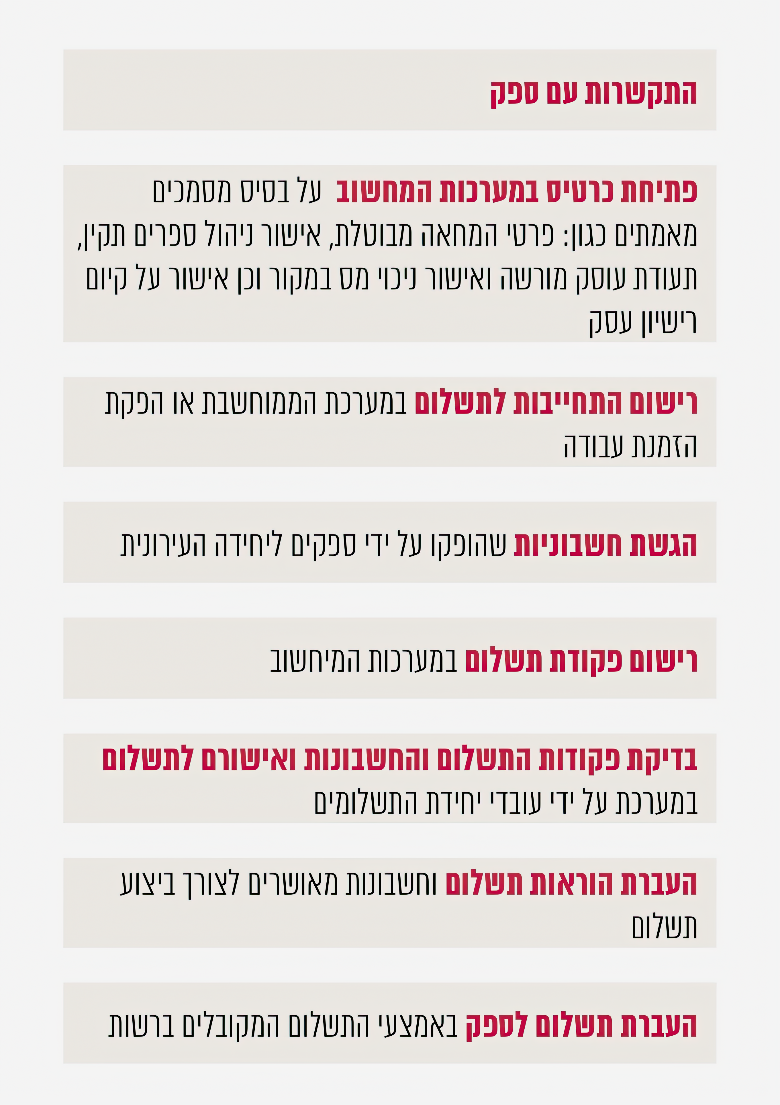 התקשרות עם ספק
פתיחת כרטיס במערכות המחשוב על בסיס מסמכים
מאמתים כגון: פרטי המחאה מבוטלת, אישור ניהול ספרים תקין,
תעודת עוסק מורשה ואישור ניכוי מס במקור וכן אישור על קיום
רישיון עסק
רישום התחייבות לתשלום במערכת הממוחשבת או הפקת
הזמנת עבודה
הגשת חשבוניות שהופקו על ידי ספקים ליחידה העירונית
רישום פקודת תשלום במערכות המיחשוב
בדיקת פקודות התשלום והחשבונות ואישורם לתשלום
במערכת על ידי עובדי יחידת התשלומים
העברת הוראות תשלום וחשבונות מאושרים לצורך ביצוע
תשלום
העברת תשלום לספק באמצעי התשלום המקובלים ברשות